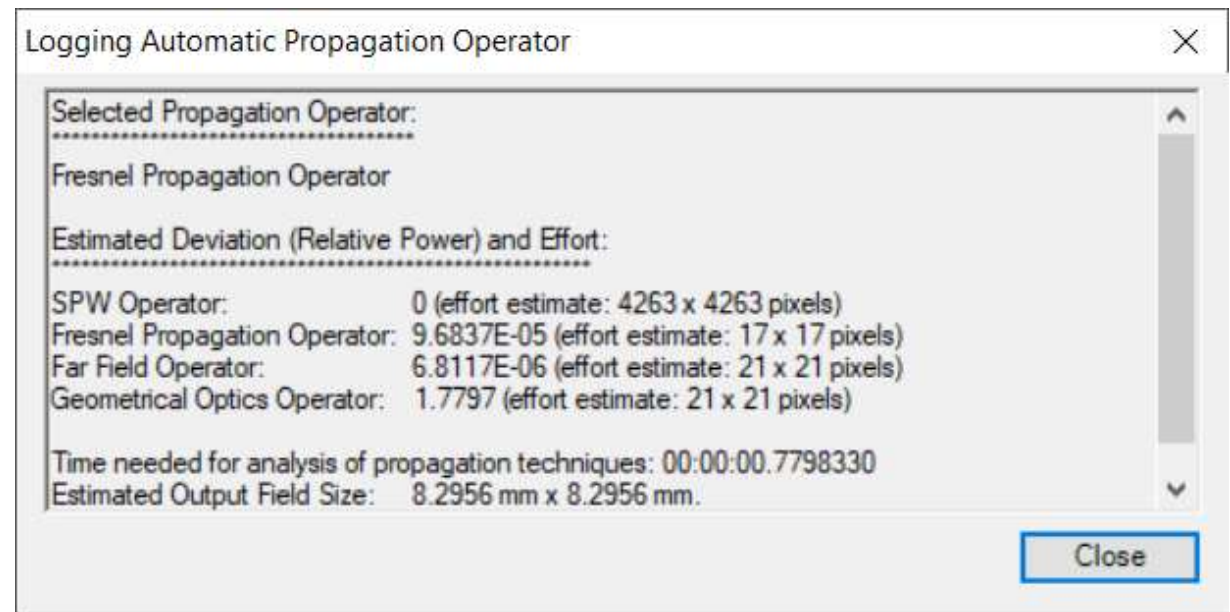 Logging Automatic Propagation Operator
Selected Propagation Operator:
*************************************
Fresnel Propagation Operator
Estimated Deviation (Relative Power) and Effort:
*******************************************************
SPW Operator: 0 (effort estimate: 4263 x 4263 pixels)
Fresnel Propagation Operator: 9.6837E-05 (effort estimate: 17 x 17 pixels)
Far Field Operator: 6.8117E-06 (effort estimate: 21 x 21 pixels)
Geometrical Optics Operator: 1.7797 (effort estimate: 21 x 21 pixels)
Time needed for analysis of propagation techniques: 00:00:00.7798330
Estimated Output Field Size: 8.2956 mm x 8.2956 mm.
Close